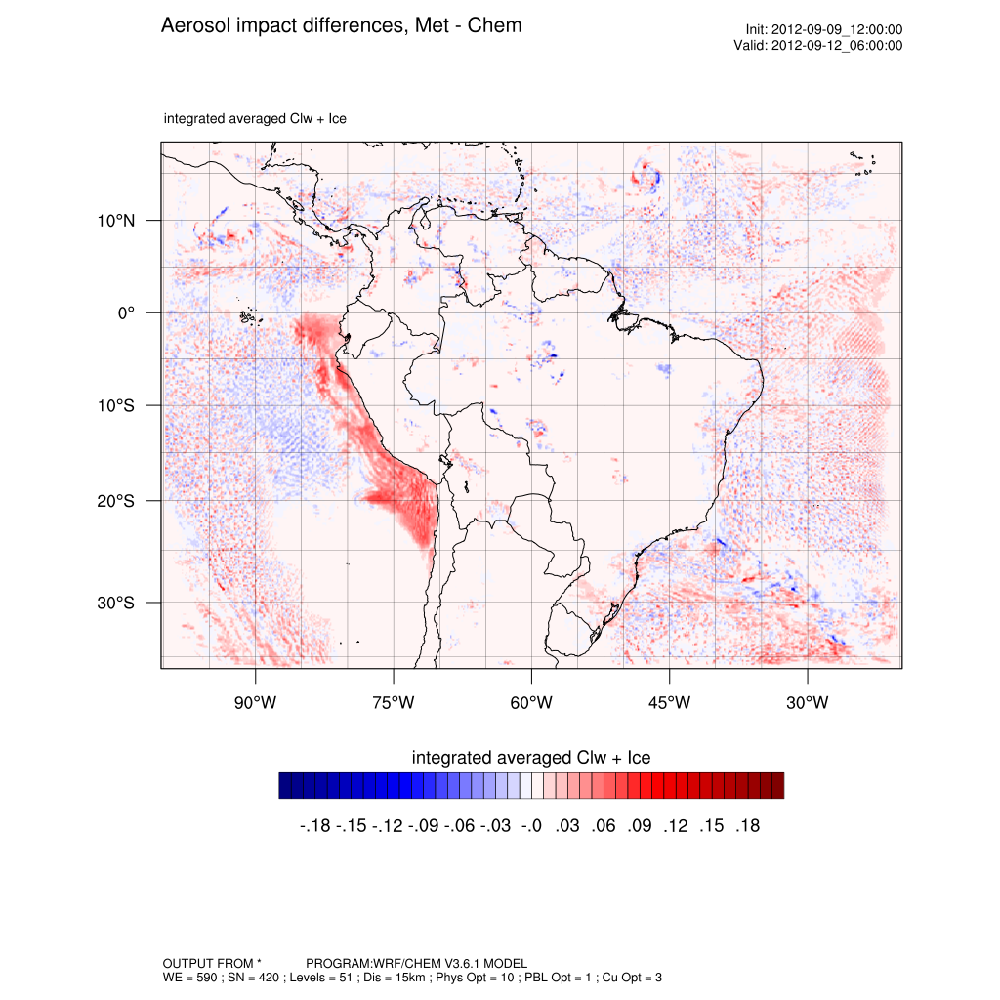 Aerosol impact differences, Met - Chem
Init: 2012-09-09_12:00:00
Valid: 2012-09-12_06:00:00
integrated averaged Clw + Ice
10°N
0°
10°S
20°S
30°S
90°W 75°W 60°W 45°W 30°W
integrated averaged Clw + Ice
-.18 -.15 -.12 -.09 -.06 -.03 -.0 .03 .06 .09 .12 .15 .18
OUTPUT FROM * PROGRAM:WRF/CHEM V3.6.1 MODEL
WE = 590 ; SN = 420 ; Levels = 51 ; Dis = 15km ; Phys Opt = 10 ; PBL Opt = 1 ; Cu Opt = 3